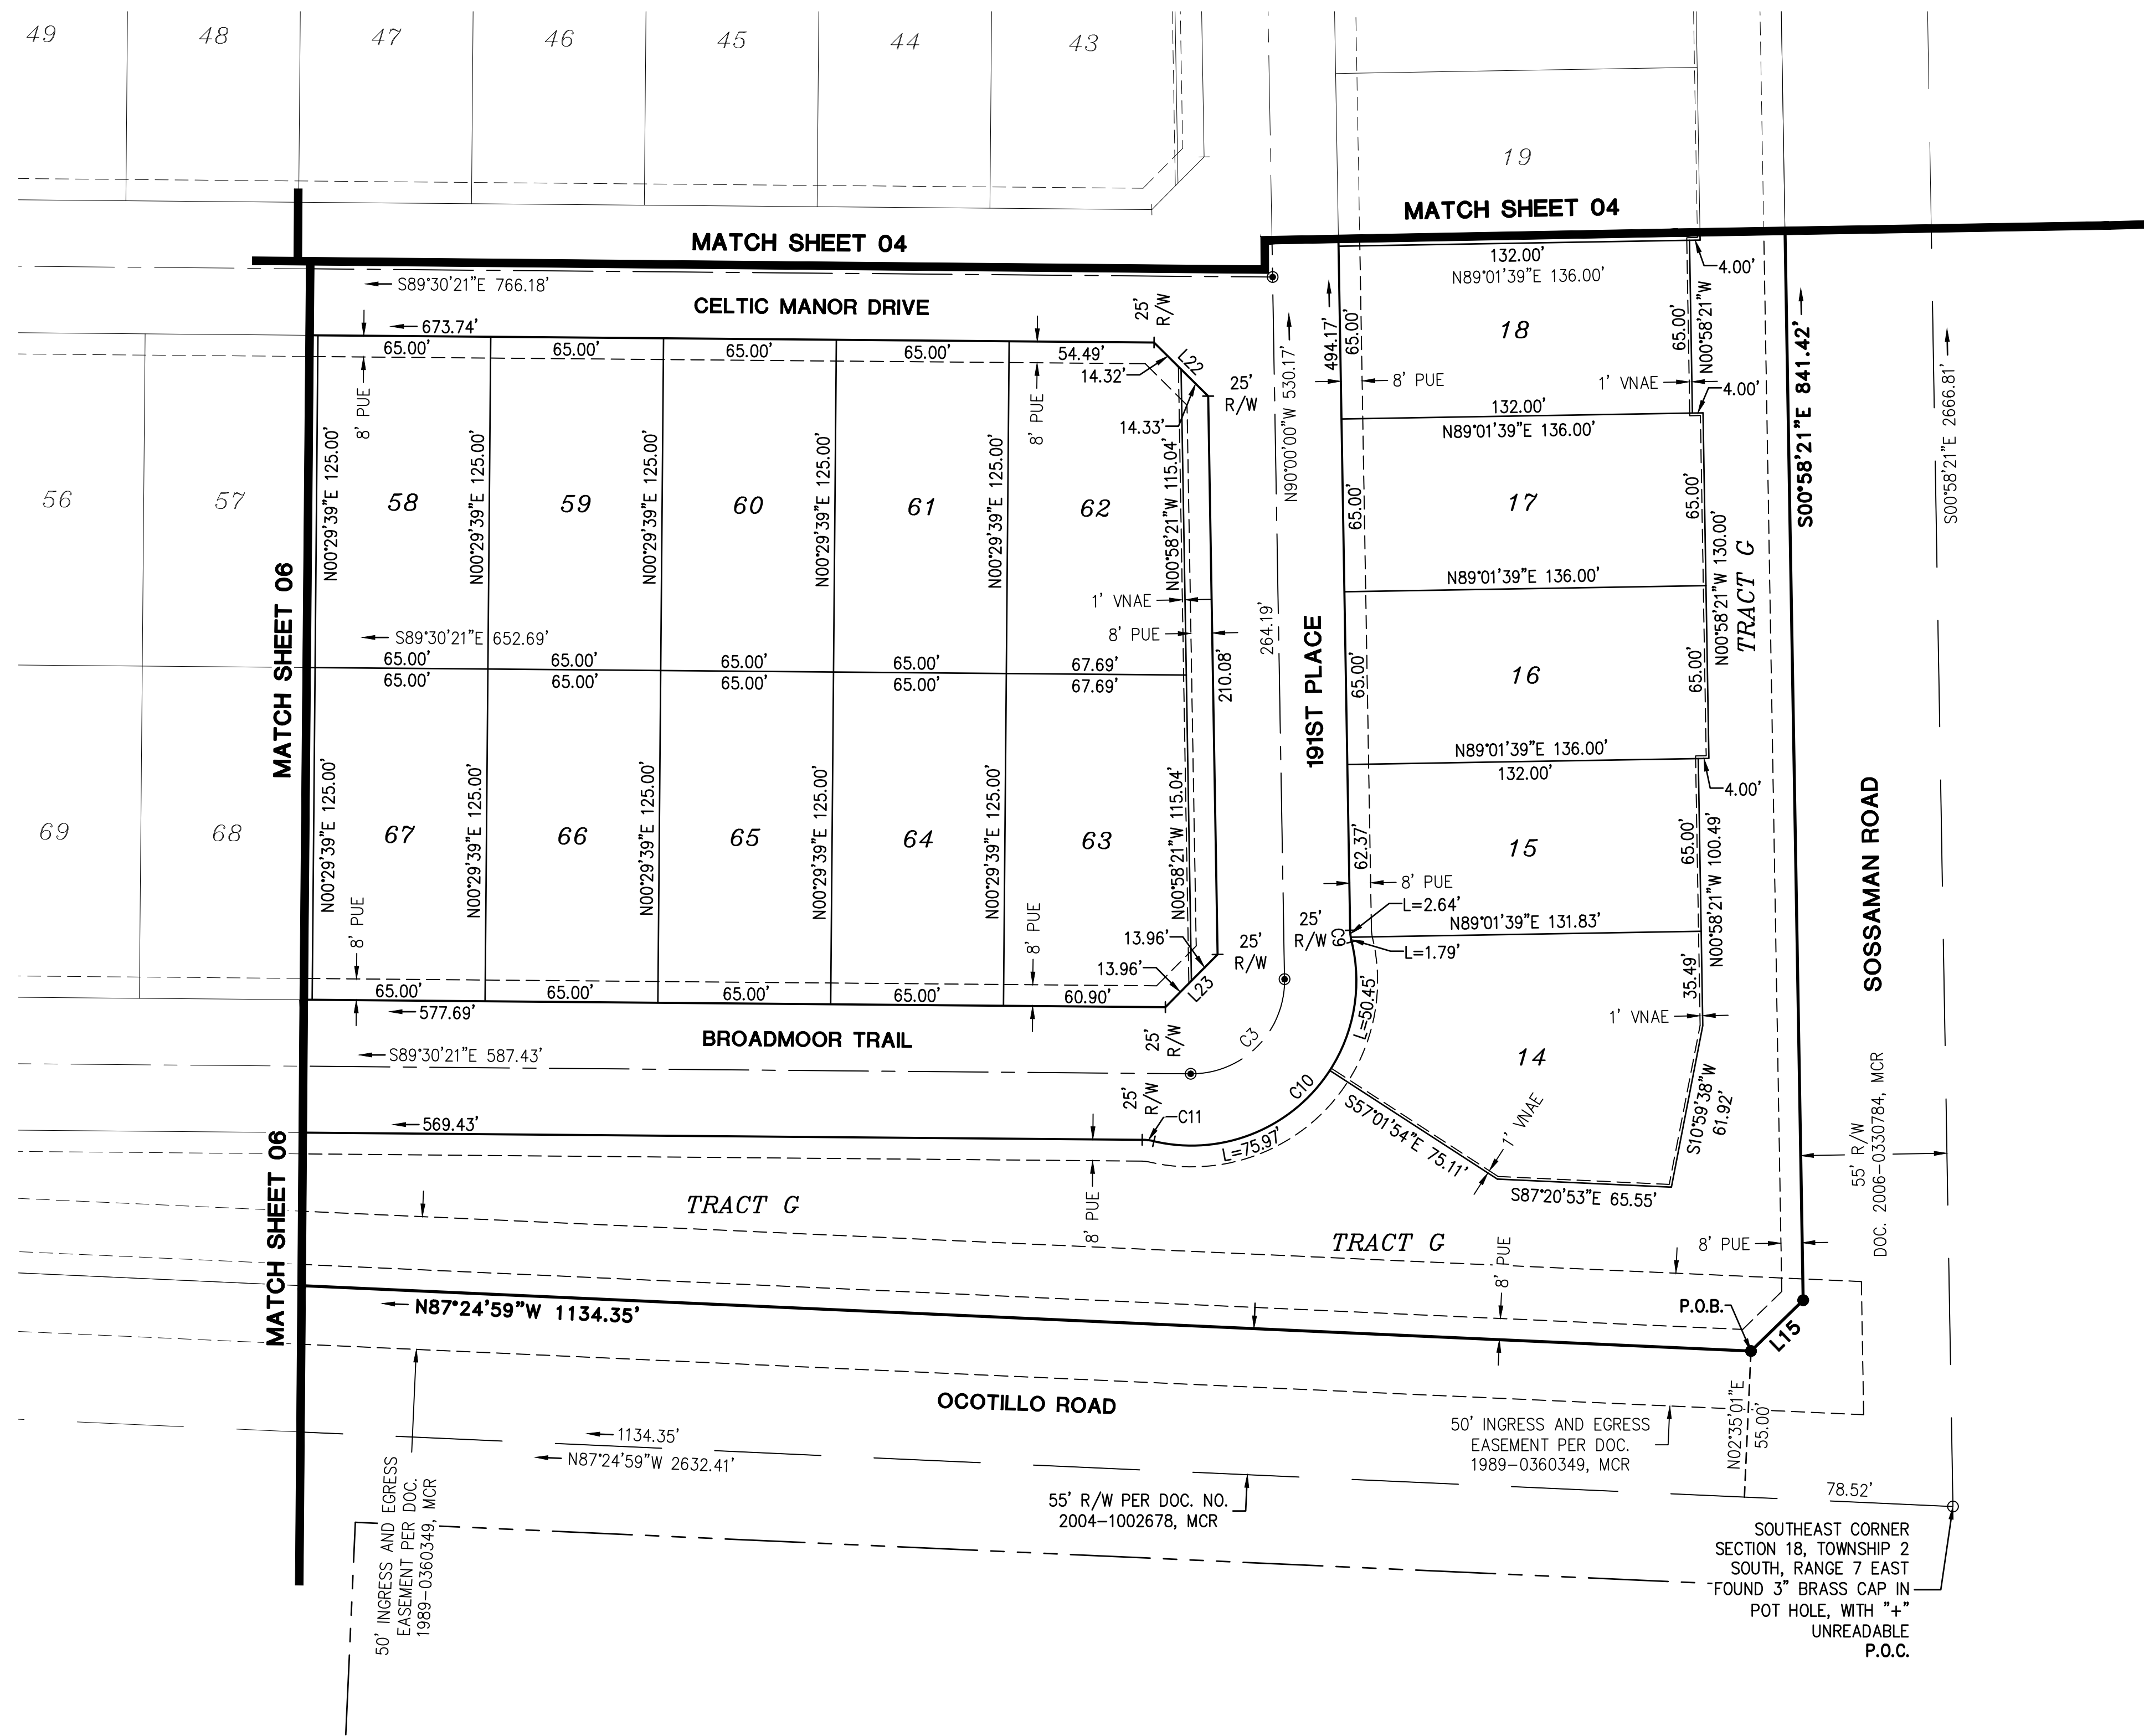 49
48
47
46
45
44
43
19
MATCH SHEET 04
MATCH SHEET 04
S89°30'21"E 766.18'
CELTIC MANOR DRIVE
25'
R/W
673.74'
65.00'
65.00'
65.00'
65.00'
54.49'
14.32'
L22
25'
R/W
14.33'
8' PUE
8' PUE
N00°29'39"E 125.00'
N00°29'39"E 125.00'
N00°29'39"E 125.00'
N00°29'39"E 125.00'
N00°29'39"E 125.00'
N00°58'21"W 115.04'
56
57
58
59
60
61
62
1' VNAE
8' PUE
S89°30'21"E 652.69'
65.00'
65.00'
65.00'
65.00'
67.69'
65.00'
65.00'
65.00'
65.00'
67.69'
210.08'
MATCH SHEET 06
N00°29'39"E 125.00'
N00°29'39"E 125.00'
N00°29'39"E 125.00'
N00°29'39"E 125.00'
N00°29'39"E 125.00'
N00°58'21"W 115.04'
69
68
67
66
65
64
63
8' PUE
8' PUE
13.96'
13.96'
L23
25'
R/W
65.00'
65.00'
65.00'
65.00'
60.90'
577.69'
BROADMOOR TRAIL
25'
R/W
S89°30'21"E 587.43'
C3
25'
R/W
C11
569.43'
MATCH SHEET 06
N90°00'00"W 530.17'
264.19'
191ST PLACE
494.17'
132.00'
N89°01'39"E 136.00'
4.00'
65.00'
18
65.00'
N00°58'21"W
8' PUE
1' VNAE
4.00'
132.00'
N89°01'39"E 136.00'
65.00'
17
65.00'
N00°58'21"W 130.00'
TRACT G
N89°01'39"E 136.00'
65.00'
16
65.00'
N89°01'39"E 136.00'
132.00'
4.00'
62.37'
15
65.00'
N00°58'21"W 100.49'
8' PUE
L=2.64'
25'
R/W
C9
N89°01'39"E 131.83'
L=1.79'
35.49'
L=50.45'
1' VNAE
14
C10
L=75.97'
S57°01'54"E 75.11'
1' VNAE
S10°59'38"W
61.92'
S87°20'53"E 65.55'
S00°58'21"E 841.42'
S00°58'21"E 2666.81'
SOSSAMAN ROAD
55' R/W
DOC. 2006-0330784, MCR
8' PUE
TRACT G
8' PUE
TRACT G
8' PUE
P.O.B.
L15
N87°24'59"W 1134.35'
OCOTILLO ROAD
1134.35'
N87°24'59"W 2632.41'
50' INGRESS AND EGRESS
EASEMENT PER DOC.
1989-0360349, MCR
55' R/W PER DOC. NO.
2004-1002678, MCR
50' INGRESS AND EGRESS
EASEMENT PER DOC.
1989-0360349, MCR
N02°35'01"E
55.00'
78.52'
SOUTHEAST CORNER
SECTION 18, TOWNSHIP 2
SOUTH, RANGE 7 EAST
FOUND 3" BRASS CAP IN
POT HOLE, WITH "+"
UNREADABLE
P.O.C.